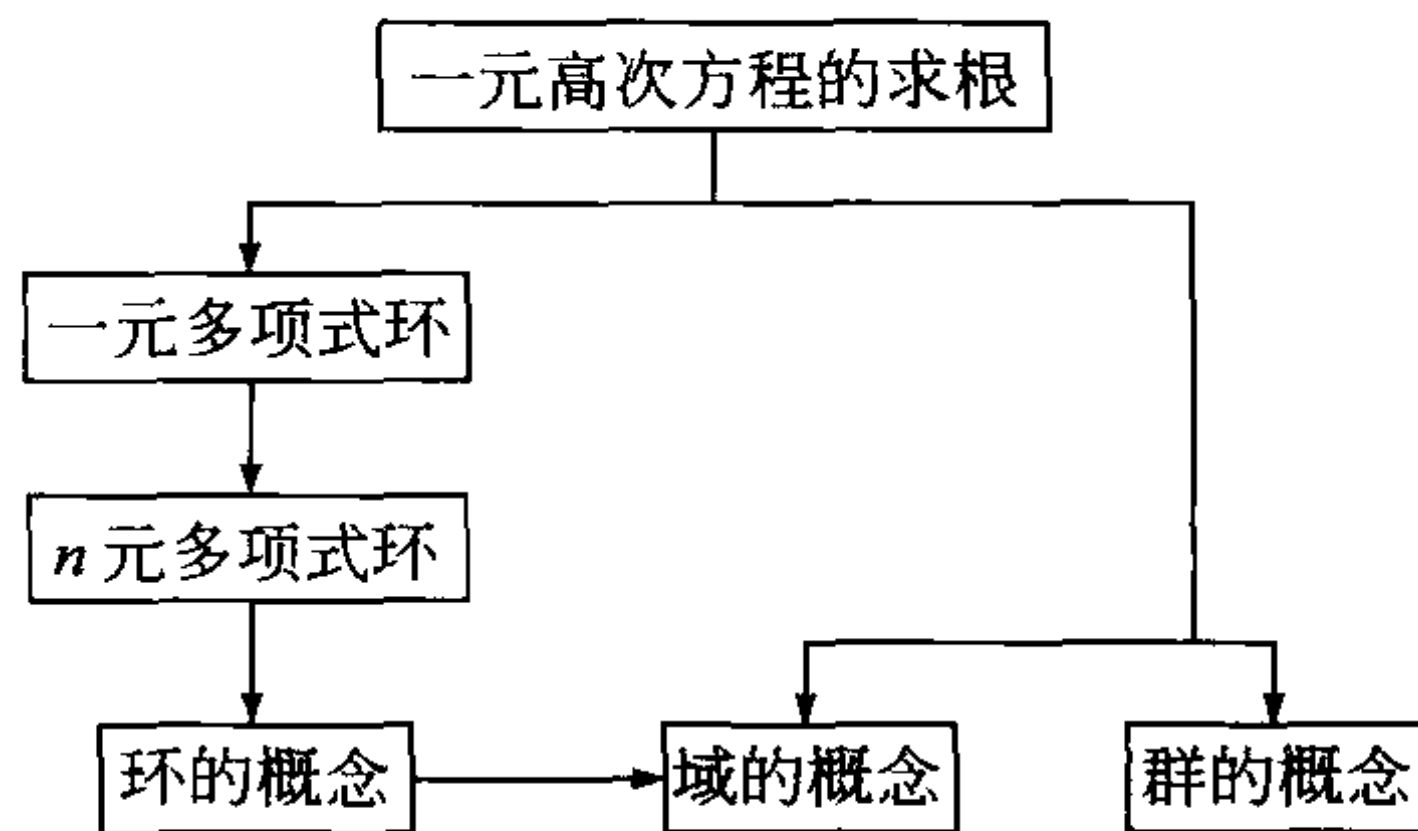 一元高次方程的求根
一元多项式环
n元多项式环
环的概念
域的概念
群的概念